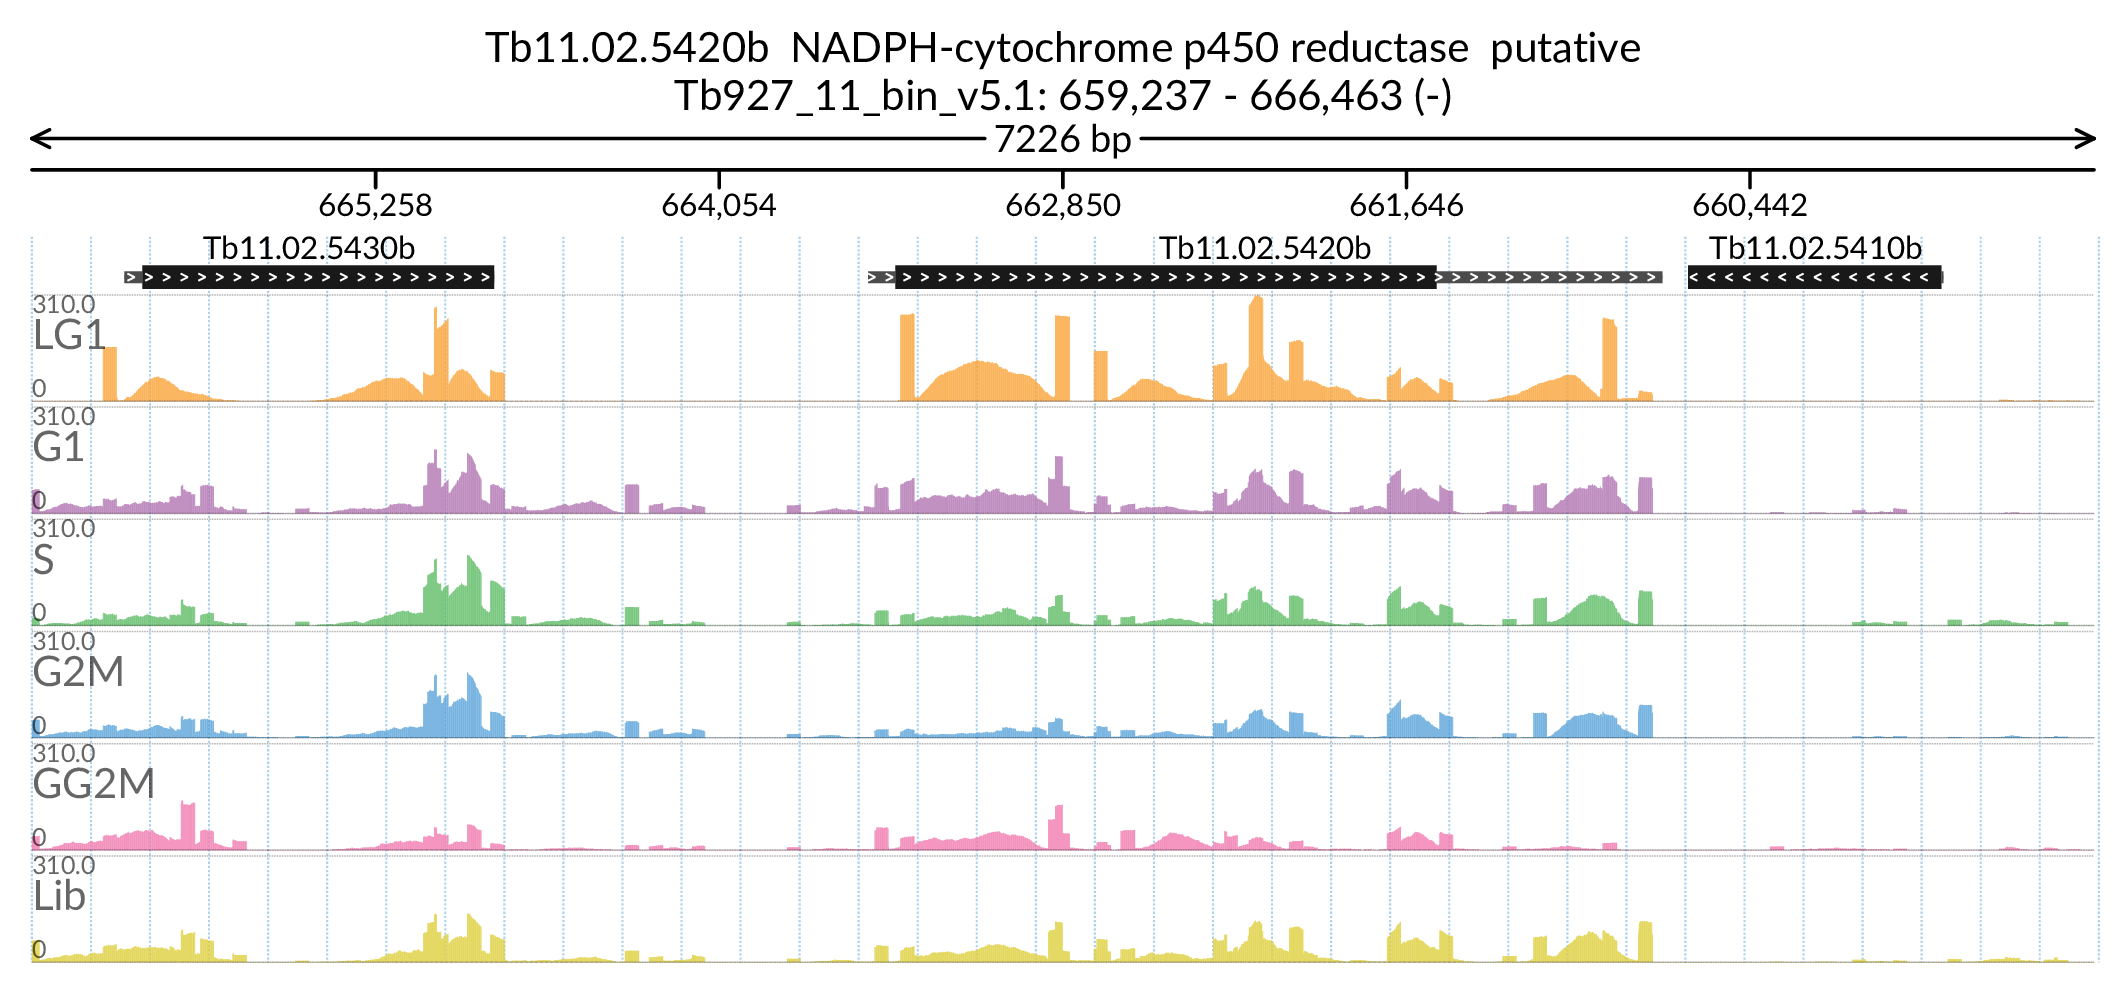 Tb11.02.5420b NADPH-cytochrome p450 reductase putative
Tb927_11_bin_v5.1: 659,237 - 666,463 (-)
7226 bp
665,258 664,054 662,850 661,646 660,442
Tb11.02.5430b Tb11.02.5420b Tb11.02.5410b
310.0
LG1
0
310.0
G1
0
310.0
S
0
310.0
G2M
0
310.0
GG2M
0
310.0
Lib
0